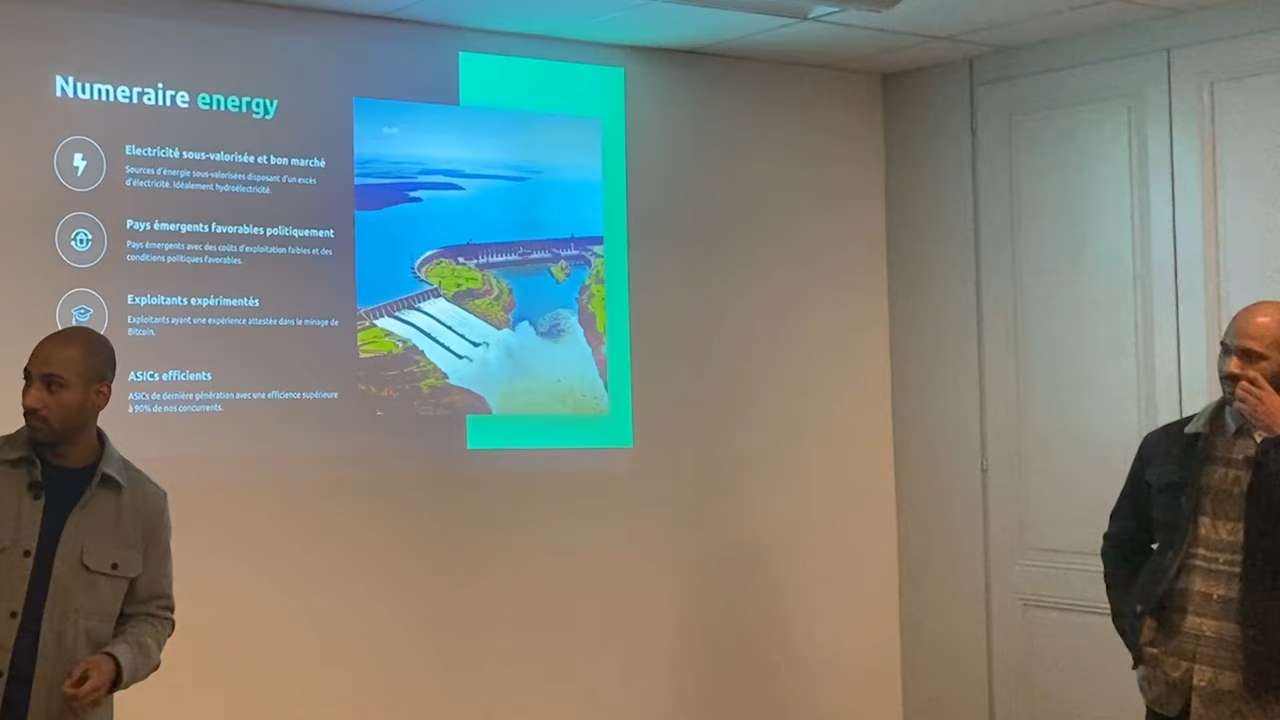 Numeraire energy
Electricité sous-valorisée et bon marché
Sources d'énergie sous-valorisées disposant d'un excès
d'électricité. Idéalement hydroélectricité.
Pays émergents favorables politiquement
Pays émergents avec des coûts d'exploitation faibles et des
conditions politiques favorables.
Exploitants expérimentés
Exploitants ayant une expérience attestée dans le minage de
Bitcoin.
ASICs efficients
ASICs de dernière génération avec une efficience supérieure
à 90% de nos concurrents.